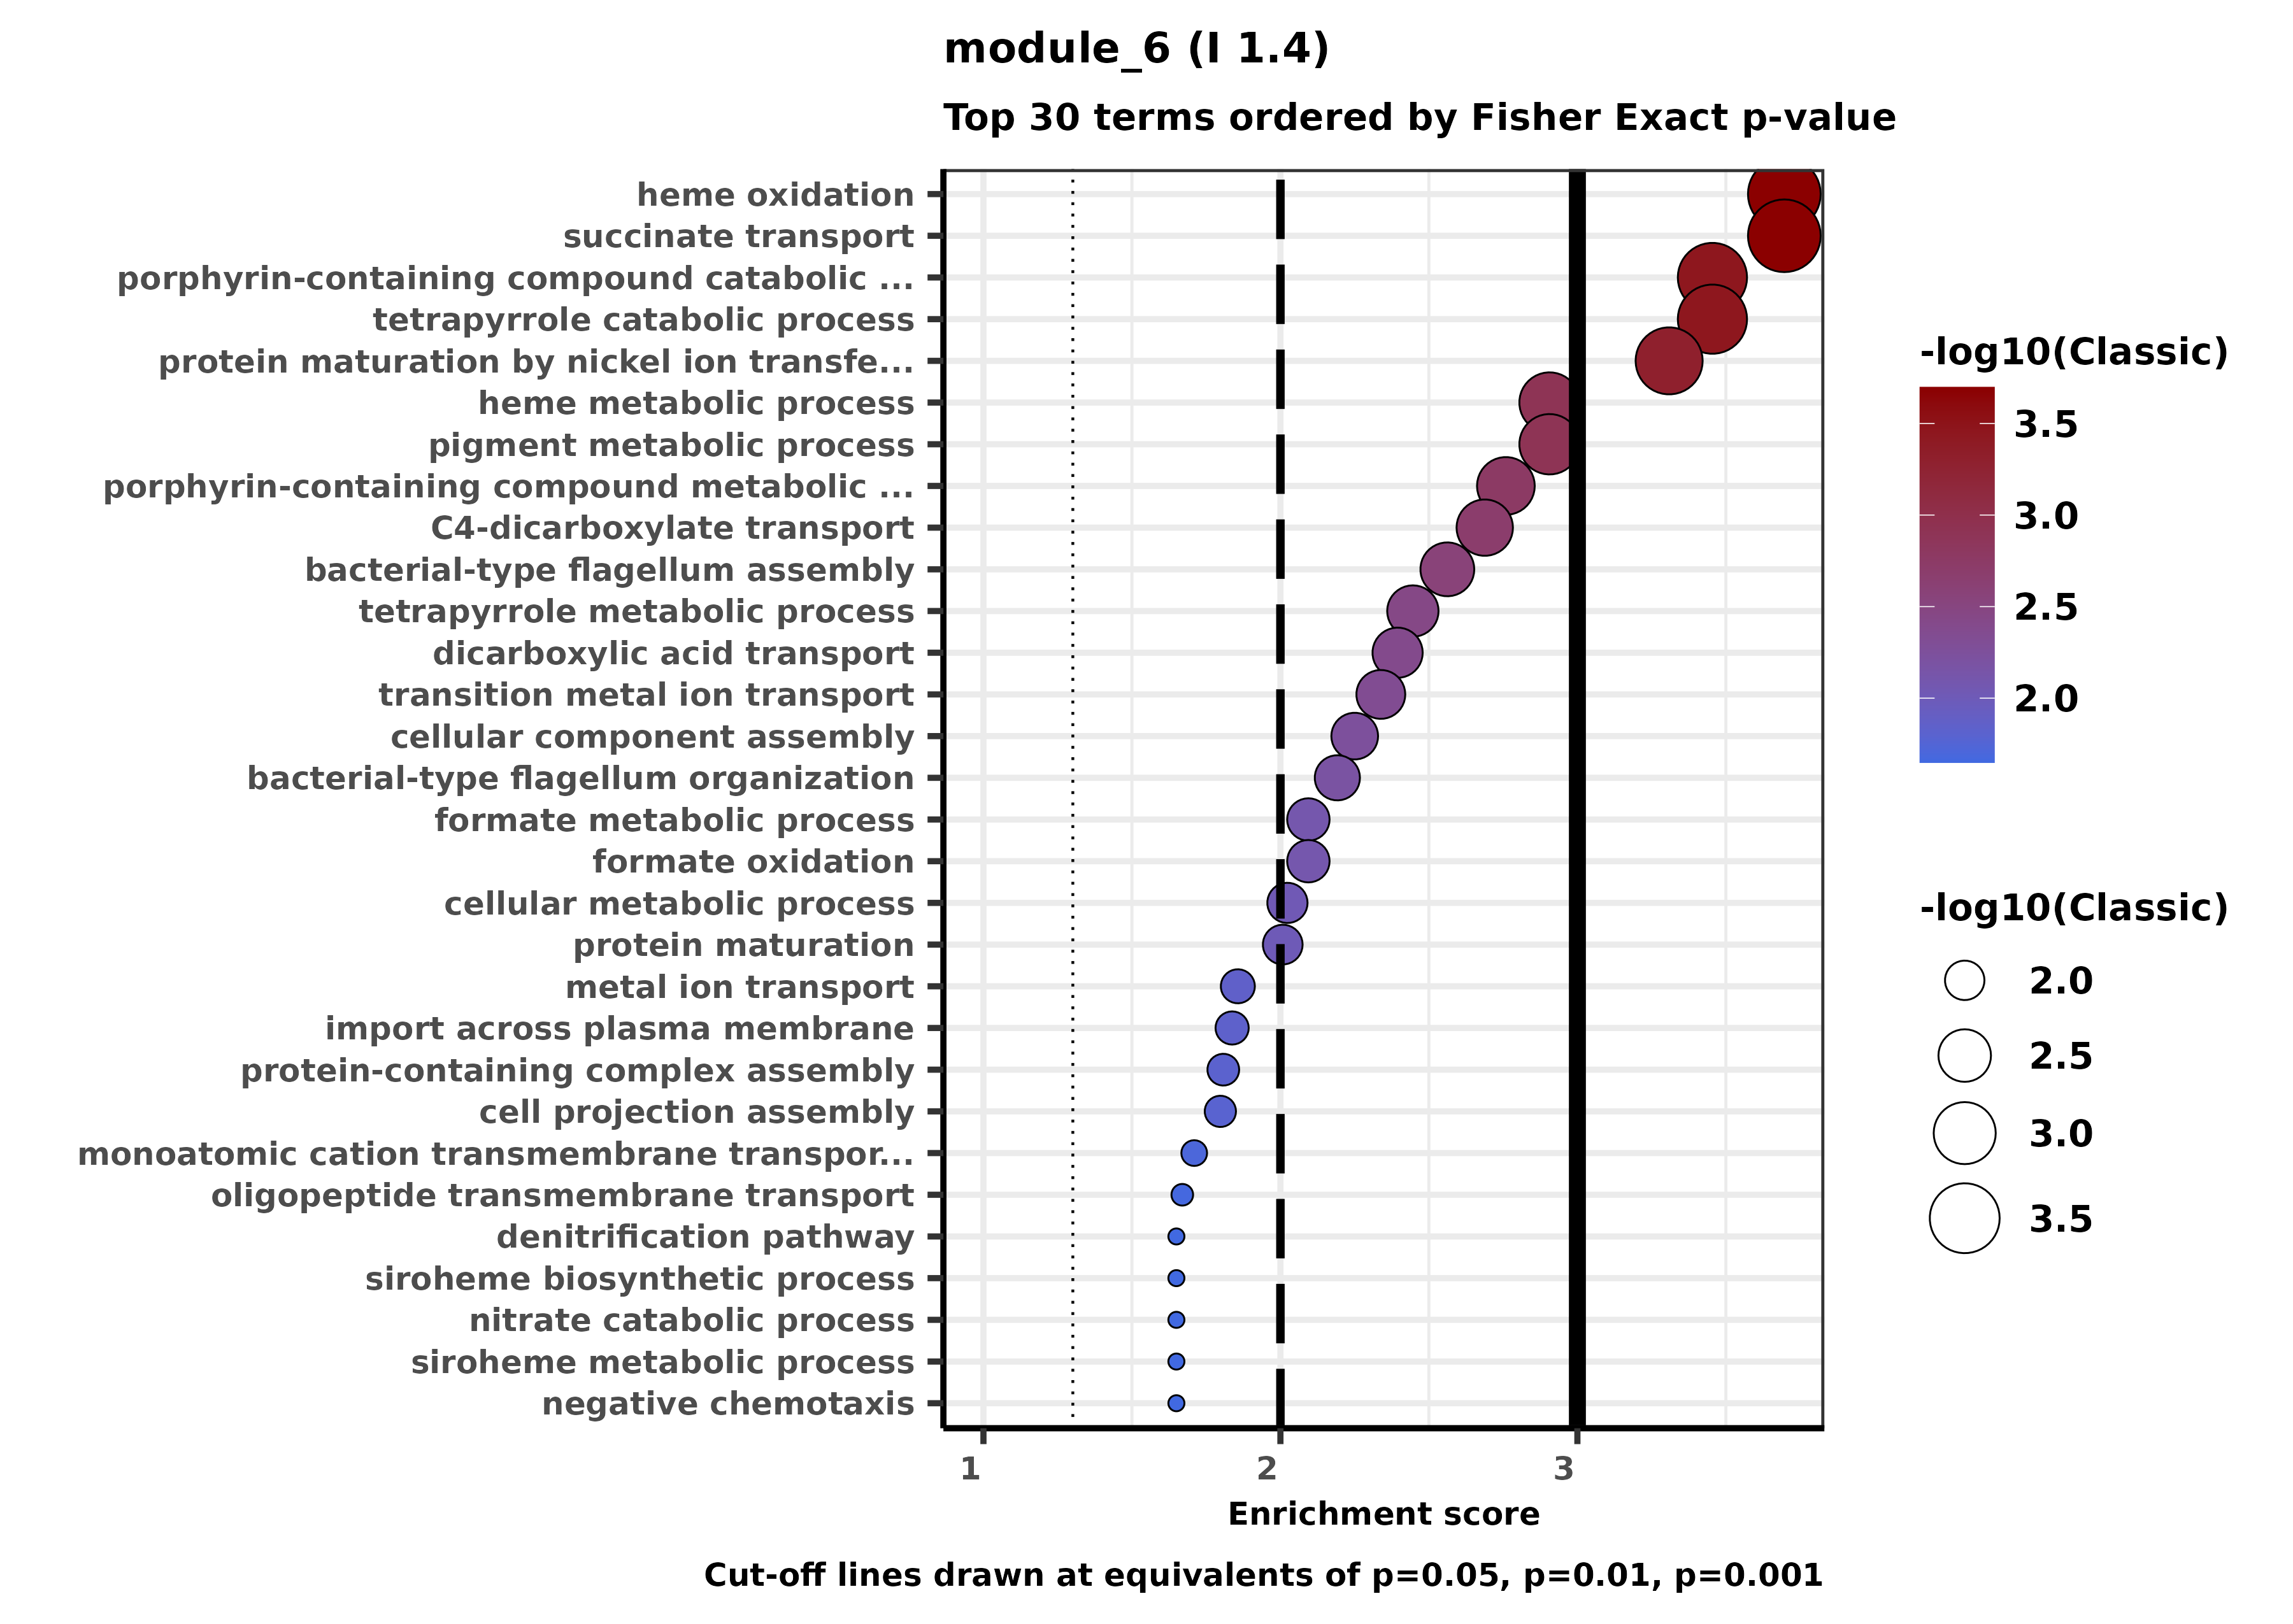 module_6 (I 1.4)
Top 30 terms ordered by Fisher Exact p-value
heme oxidation
succinate transport
porphyrin-containing compound catabolic ...
tetrapyrrole catabolic process
protein maturation by nickel ion transfe...
heme metabolic process
pigment metabolic process
porphyrin-containing compound metabolic ...
C4-dicarboxylate transport
bacterial-type flagellum assembly
tetrapyrrole metabolic process
dicarboxylic acid transport
transition metal ion transport
cellular component assembly
bacterial-type flagellum organization
formate metabolic process
formate oxidation
cellular metabolic process
protein maturation
metal ion transport
import across plasma membrane
protein-containing complex assembly
cell projection assembly
monoatomic cation transmembrane transpor...
oligopeptide transmembrane transport
denitrification pathway
siroheme biosynthetic process
nitrate catabolic process
siroheme metabolic process
negative chemotaxis
1 2 3
Enrichment score
Cut-off lines drawn at equivalents of p=0.05, p=0.01, p=0.001
-log10(Classic)
3.5
3.0
2.5
2.0
-log10(Classic)
2.0
2.5
3.0
3.5